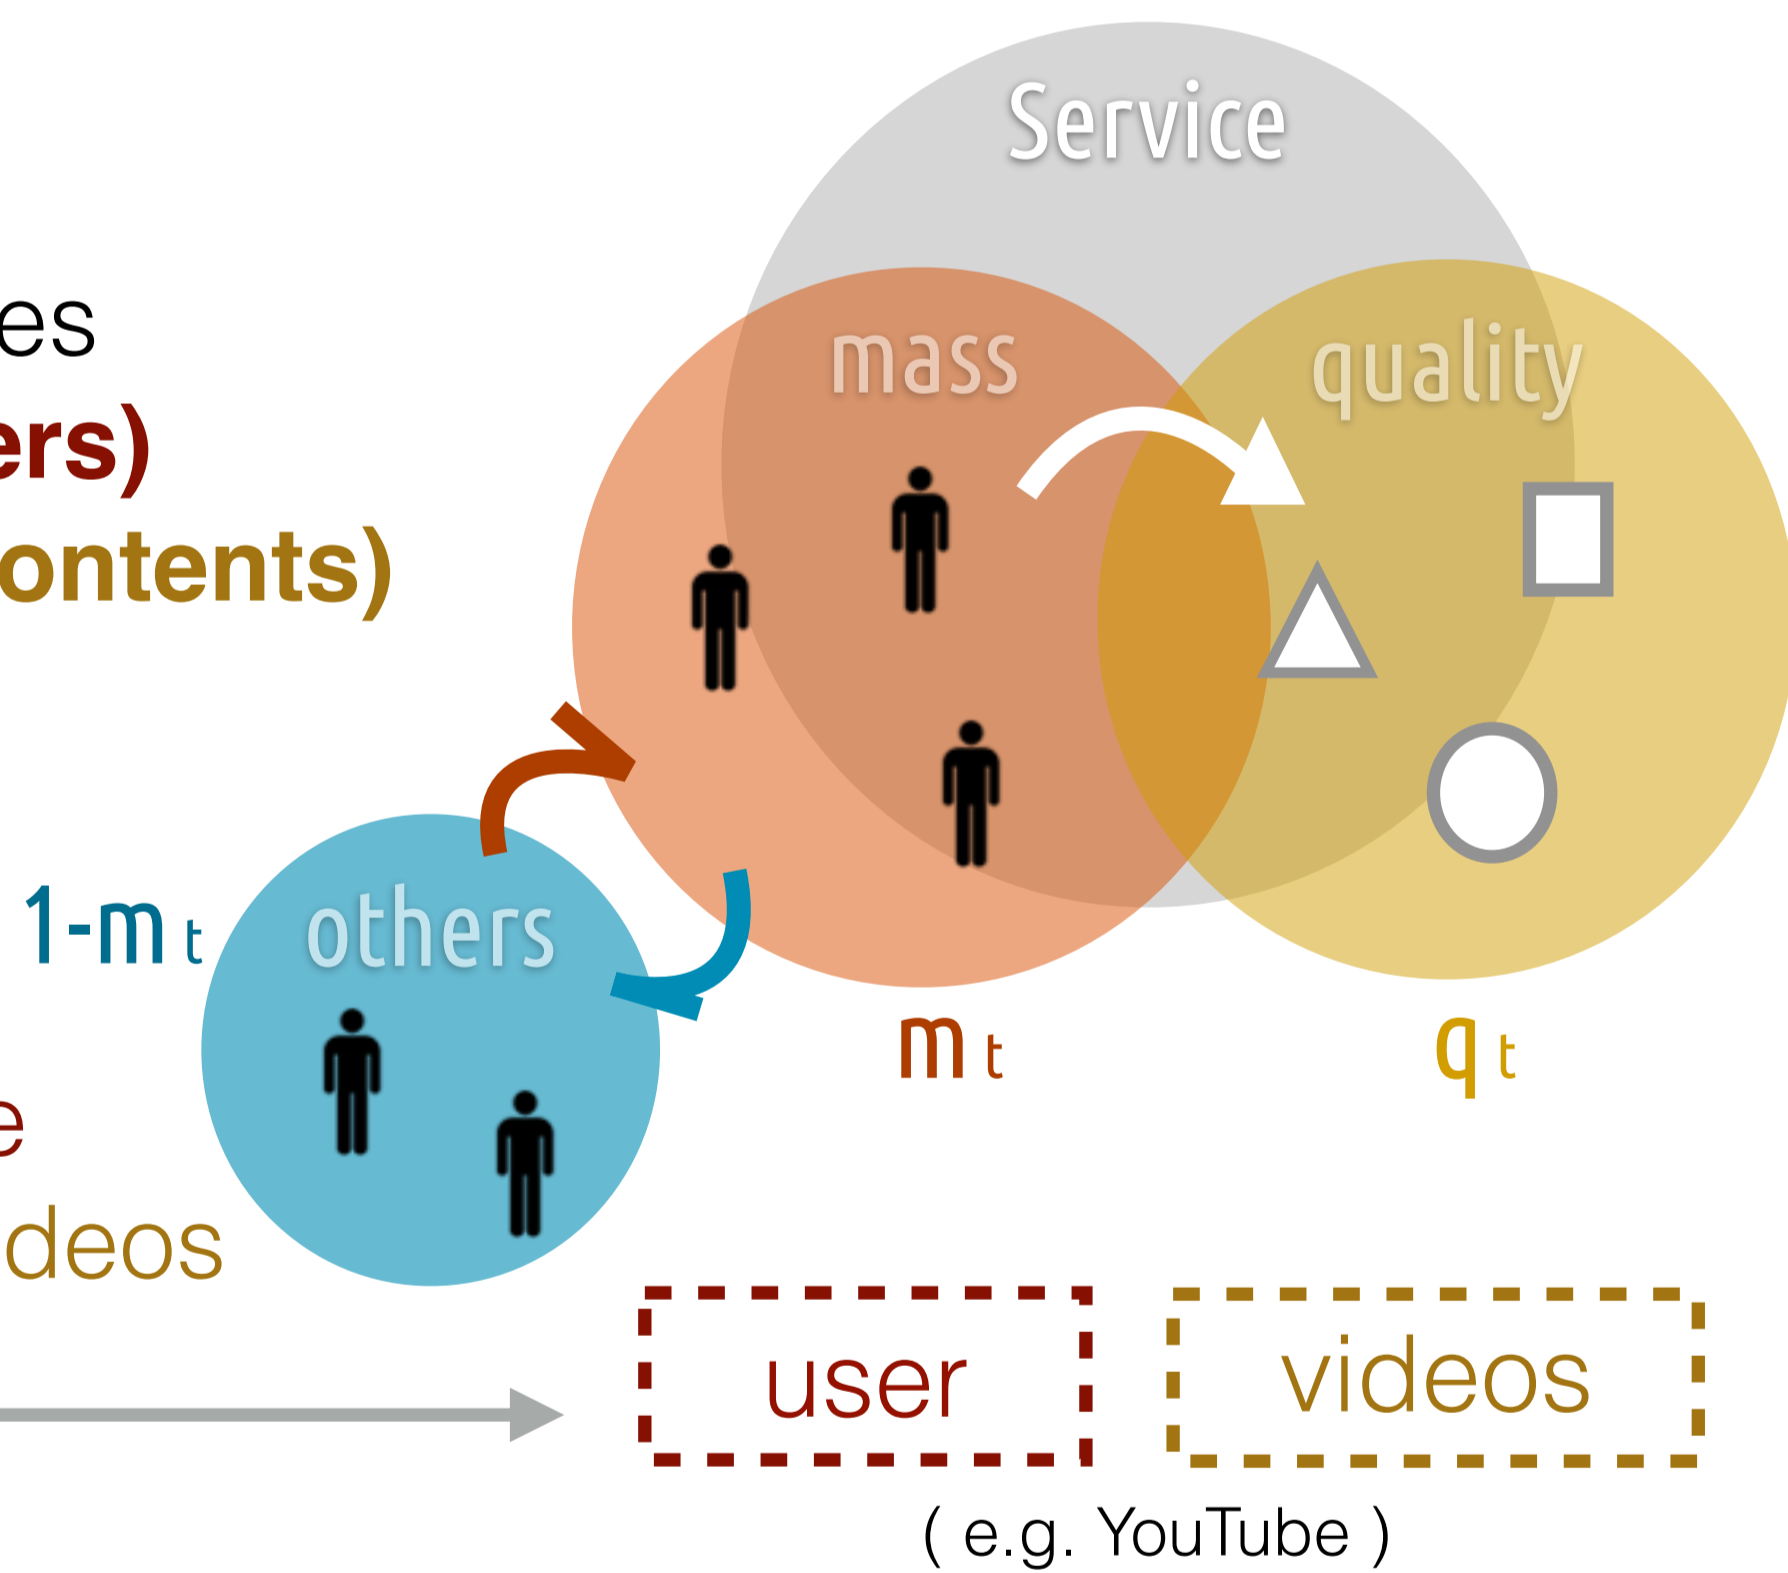 Service
es
mass
quality
ers)
ontents)
1-m t
others
m t
q t
e
deos
user
videos
( e.g. YouTube )